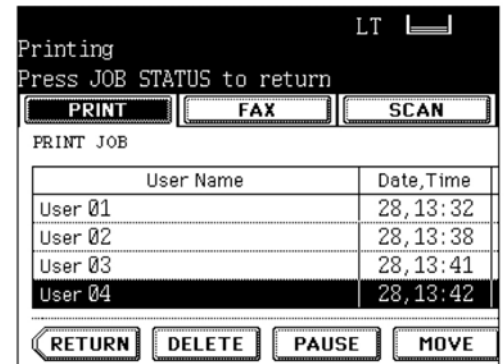 LT
Printing
Press JOB STATUS to return
PRINT FAX SCAN
PRINT JOB
User Name Date,Time
User 01 28,13:32
User 02 28,13:38
User 03 28,13:41
User 04 28,13:42
RETURN DELETE PAUSE MOVE